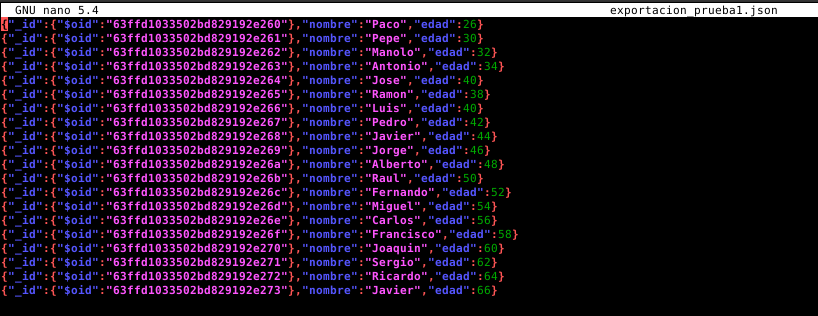 GNU nano 5.4 exportacion_prueba1.json
{"_id":{"$oid":"63ffd1033502bd829192e260"},"nombre":"Paco","edad":26}
{"_id":{"$oid":"63ffd1033502bd829192e261"},"nombre":"Pepe","edad":30}
{"_id":{"$oid":"63ffd1033502bd829192e262"},"nombre":"Manolo","edad":32}
{"_id":{"$oid":"63ffd1033502bd829192e263"},"nombre":"Antonio","edad":34}
{"_id":{"$oid":"63ffd1033502bd829192e264"},"nombre":"Jose","edad":40}
{"_id":{"$oid":"63ffd1033502bd829192e265"},"nombre":"Ramon","edad":38}
{"_id":{"$oid":"63ffd1033502bd829192e266"},"nombre":"Luis","edad":40}
{"_id":{"$oid":"63ffd1033502bd829192e267"},"nombre":"Pedro","edad":42}
{"_id":{"$oid":"63ffd1033502bd829192e268"},"nombre":"Javier","edad":44}
{"_id":{"$oid":"63ffd1033502bd829192e269"},"nombre":"Jorge","edad":46}
{"_id":{"$oid":"63ffd1033502bd829192e26a"},"nombre":"Alberto","edad":48}
{"_id":{"$oid":"63ffd1033502bd829192e26b"},"nombre":"Raul","edad":50}
{"_id":{"$oid":"63ffd1033502bd829192e26c"},"nombre":"Fernando","edad":52}
{"_id":{"$oid":"63ffd1033502bd829192e26d"},"nombre":"Miguel","edad":54}
{"_id":{"$oid":"63ffd1033502bd829192e26e"},"nombre":"Carlos","edad":56}
{"_id":{"$oid":"63ffd1033502bd829192e26f"},"nombre":"Francisco","edad":58}
{"_id":{"$oid":"63ffd1033502bd829192e270"},"nombre":"Joaquin","edad":60}
{"_id":{"$oid":"63ffd1033502bd829192e271"},"nombre":"Sergio","edad":62}
{"_id":{"$oid":"63ffd1033502bd829192e272"},"nombre":"Ricardo","edad":64}
{"_id":{"$oid":"63ffd1033502bd829192e273"},"nombre":"Javier","edad":66}